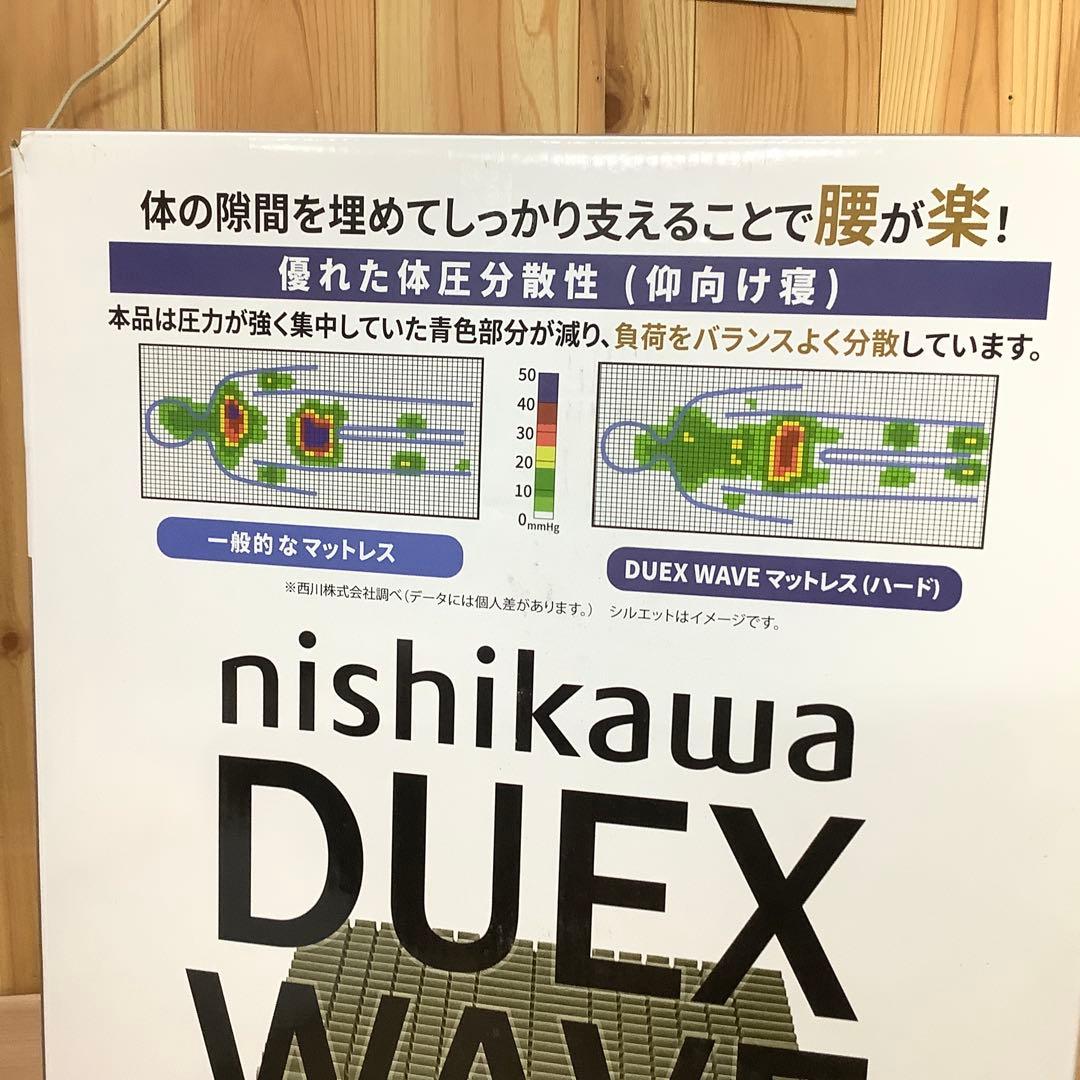 体の隙間を埋めてしっかり支えることで腰が楽!
優れた体圧分散性 (仰向け寝)
本品は圧力が強く集中していた青色部分が減り、負荷をバランスよく分散しています。
50
40
30
20
10
0mmHg
一般的なマットレス
DUEX WAVE マットレス(ハード)
※西川株式会社調べ(データには個人差があります。) シルエットはイメージです。
nishikawa
DUEX
WAVE